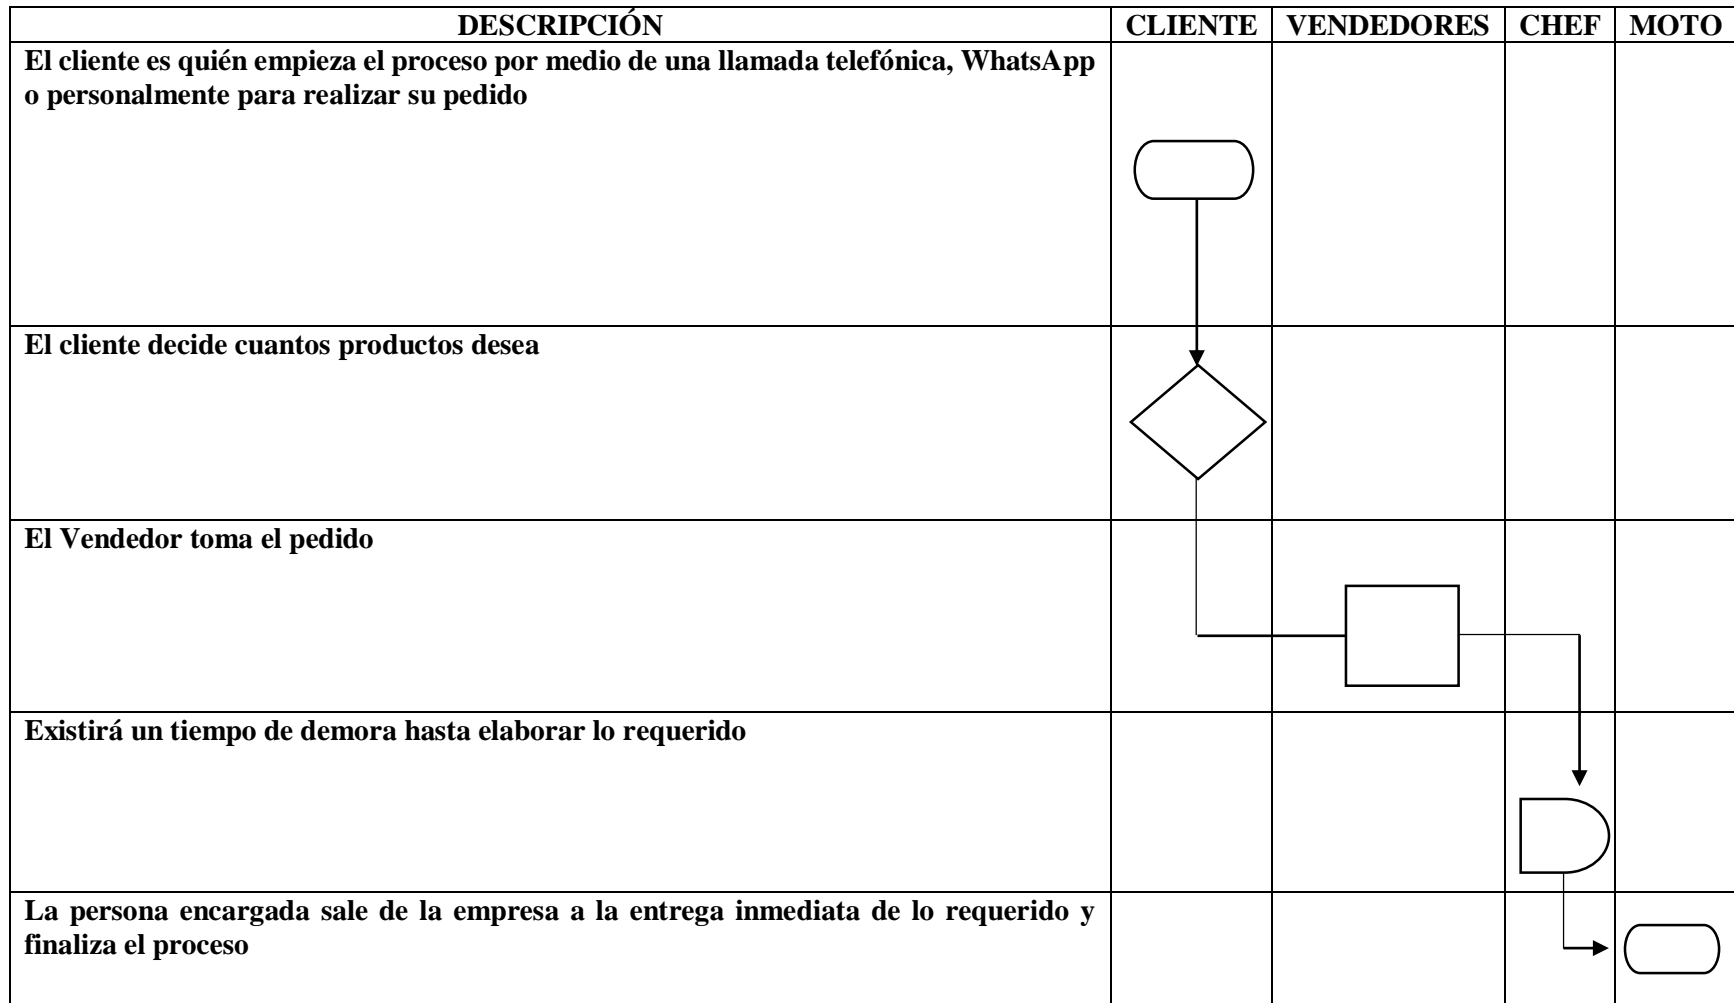 DESCRIPCIÓN CLIENTE VENDEDORES CHEF MOTO
El cliente es quién empieza el proceso por medio de una llamada telefónica, WhatsApp
o personalmente para realizar su pedido
El cliente decide cuantos productos desea
El Vendedor toma el pedido
Existirá un tiempo de demora hasta elaborar lo requerido
La persona encargada sale de la empresa a la entrega inmediata de lo requerido y
finaliza el proceso